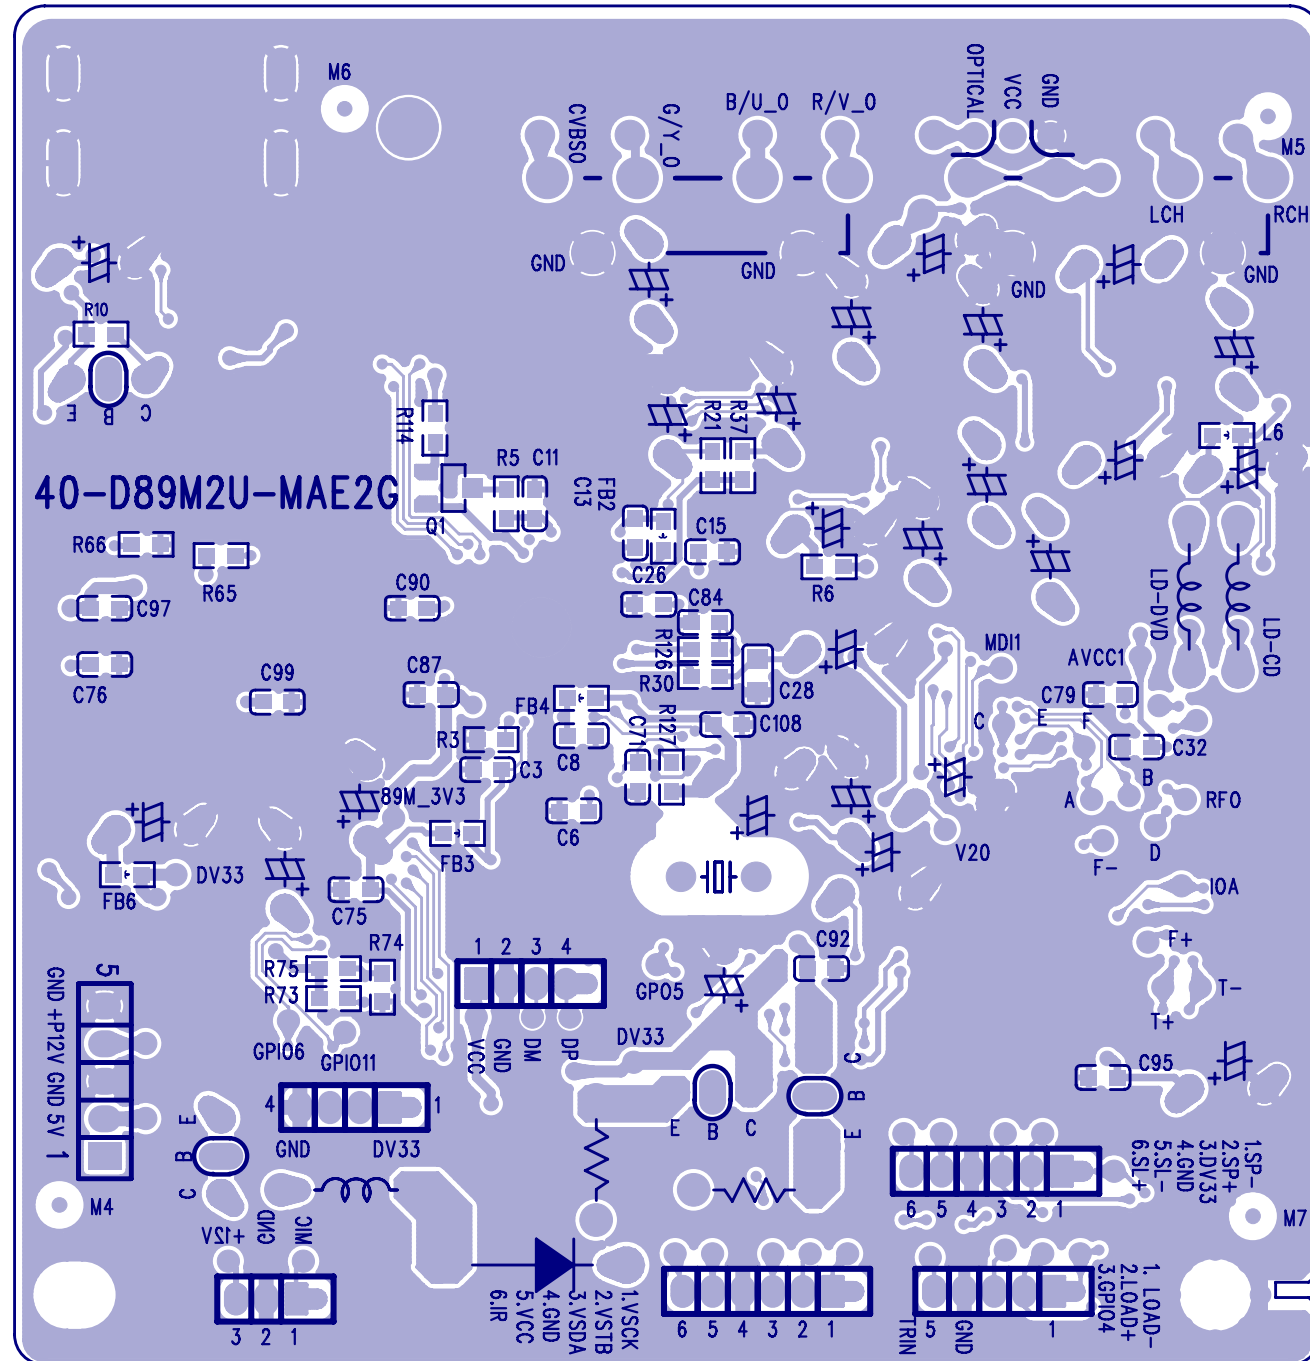 M6
OPTICAL
VCC
GND
CVBSO
G/Y_O
B/U_O
R/V_O
M5
LCH
RCH
GND
GND
GND
GND
R10
E
B
C
R114
R21
R37
L6
40-D89M2U-MAE2G
R5
C11
Q1
C13
FB2
C15
R66
R65
C26
R6
C97
C90
C84
LD-DVD
LD-CD
C76
R126
MDI1
AVCC1
C99
C87
R30
C28
C79
FB4
R127
C108
C
E
F
R3
C71
C32
C8
C3
B
89M_3V3
A
RFO
C6
FB3
V20
D
F-
FB6
DV33
C75
IOA
R74
1
2
3
4
C92
F+
R75
5
R73
GPO5
T-
GND +P12V GND 5V
1
T+
GPIO6
GPIO11
VCC
GND
DM
DP
DV33
C
C95
B
E
4
1
E
B
C
E
GND
DV33
B
C
1.SP-
2.SP+
3.DV33
4.GND
5.SL-
6.SL+
M4
+12V
GND
MIC
6
5
4
3
2
1
M7
1.VSCK
2.VSTB
3.VSDA
4.GND
5.VCC
6.IR
1. LOAD-
2.LOAD+
3.GPIO4
3
2
1
6
5
4
3
2
1
TRIN
5
GND
1